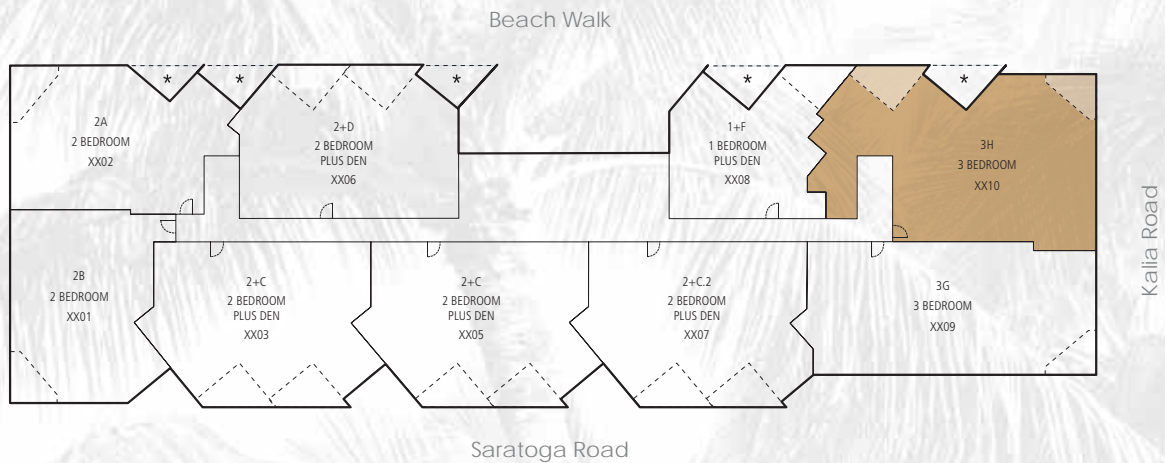 Beach Walk
*
*
*
*
*
2A
2 BEDROOM
XX02
2+D
2 BEDROOM
PLUS DEN
XX06
1+F
1 BEDROOM
PLUS DEN
XX08
3H
3 BEDROOM
XX10
Kalia Road
2B
2 BEDROOM
XX01
2+C
2 BEDROOM
PLUS DEN
XX03
2+C
2 BEDROOM
PLUS DEN
XX05
2+C.2
2 BEDROOM
PLUS DEN
XX07
3G
3 BEDROOM
XX09
Saratoga Road